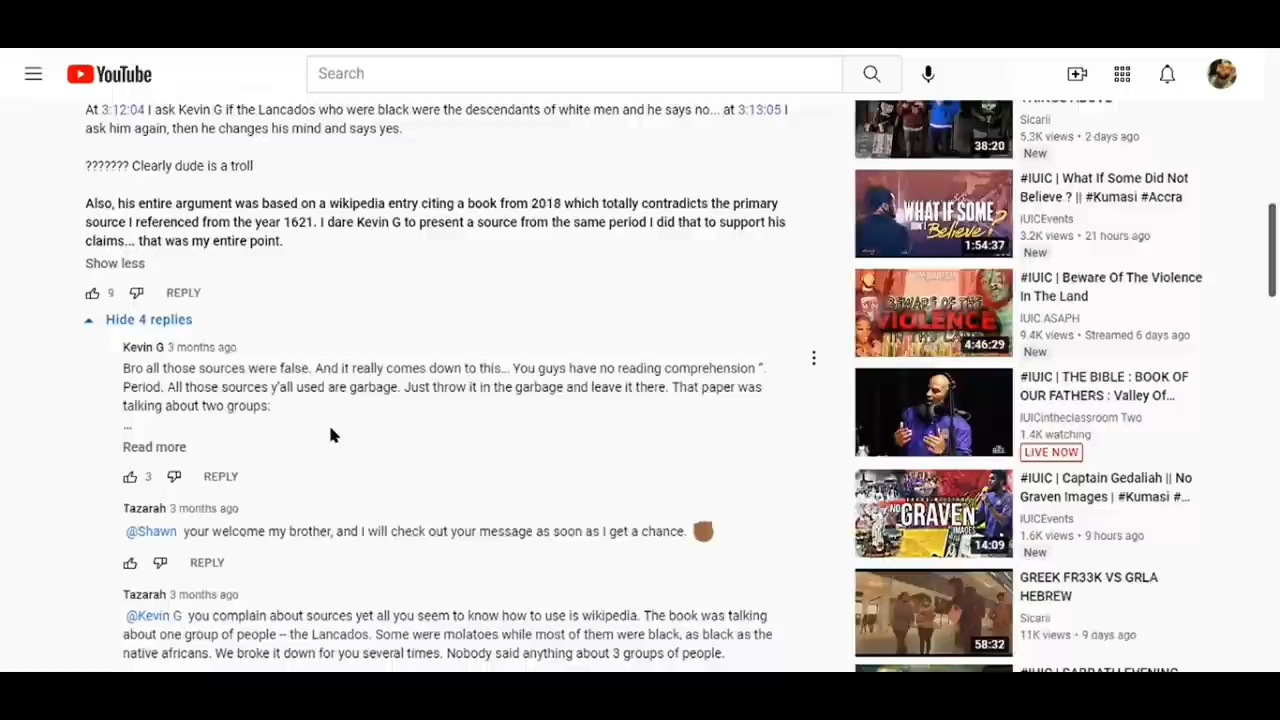 YouTube
Search
At 3:12:04 I ask Kevin G if the Lancados who were black were the descendants of white men and he says no... at 3:13:05 I
ask him again, then he changes his mind and says yes.
??????? Clearly dude is a troll
Also, his entire argument was based on a wikipedia entry citing a book from 2018 which totally contradicts the primary
source I referenced from the year 1621. I dare Kevin G to present a source from the same period I did that to support his
claims... that was my entire point.
Show less
9 REPLY
Hide 4 replies
Kevin G 3 months ago
Bro all those sources were false. And it really comes down to this... You guys have no reading comprehension “.
Period. All those sources y’all used are garbage. Just throw it in the garbage and leave it there. That paper was
talking about two groups:
...
Read more
3 REPLY
Tazarah 3 months ago
@Shawn your welcome my brother, and I will check out your message as soon as I get a chance.
REPLY
Tazarah 3 months ago
@Kevin G you complain about sources yet all you seem to know how to use is wikipedia. The book was talking
about one group of people -- the Lancados. Some were molatoes while most of them were black, as black as the
native africans. We broke it down for you several times. Nobody said anything about 3 groups of people.
38:20
THINGS ABOVE
Sicarii
5.3K views • 2 days ago
New
WHAT IF SOME
DON'T
Believe?
1:54:37
#IUIC | What If Some Did Not
Believe ? || #Kumasi #Accra
IUICEvents
3.2K views • 21 hours ago
New
BEWARE OF THE
VIOLENCE
IN THE LAND
4:46:29
#IUIC | Beware Of The Violence
In The Land
IUIC ASAPH
9.4K views • Streamed 6 days ago
New
#IUIC | THE BIBLE : BOOK OF
OUR FATHERS : Valley Of...
IUICintheclassroom Two
1.4K watching
LIVE NOW
NO
GRAVEN
IMAGES
14:09
#IUIC | Captain Gedaliah || No
Graven Images | #Kumasi #...
IUICEvents
1.6K views • 9 hours ago
New
58:32
GREEK FR33K VS GRLA
HEBREW
Sicarii
11K views • 9 days ago
#IUIC | SABBATH EVENING